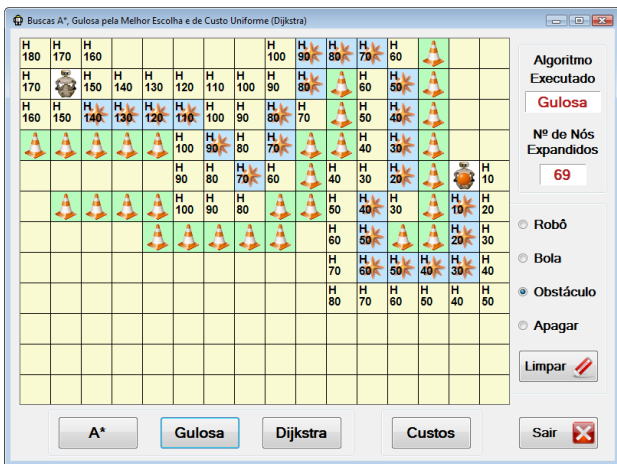 Buscas A*, Gulosa pela Melhor Escolha e de Custo Uniforme (Dijkstra)
H H H H H H H H
180 170 160 100 90 80 70 60
H H H H H H H H H H H H
170 150 140 130 120 110 100 90 80 60 50
H H H H H H H H H H H H
160 150 140 130 120 110 100 90 80 70 50 40
H H H H H H
100 90 80 70 40 30
H H H H H H H H
90 80 70 60 40 30 20 10
H H H H H H H H
100 90 80 50 40 30 10 20
H H H H
60 50 20 30
H H H H H H
70 60 50 40 30 40
H H H H H H
80 70 60 50 40 50
Algoritmo
Executado
Gulosa
Nº de Nós
Expandidos
69
Robô
Bola
Obstáculo
Apagar
Limpar
A* Gulosa Dijkstra Custos Sair